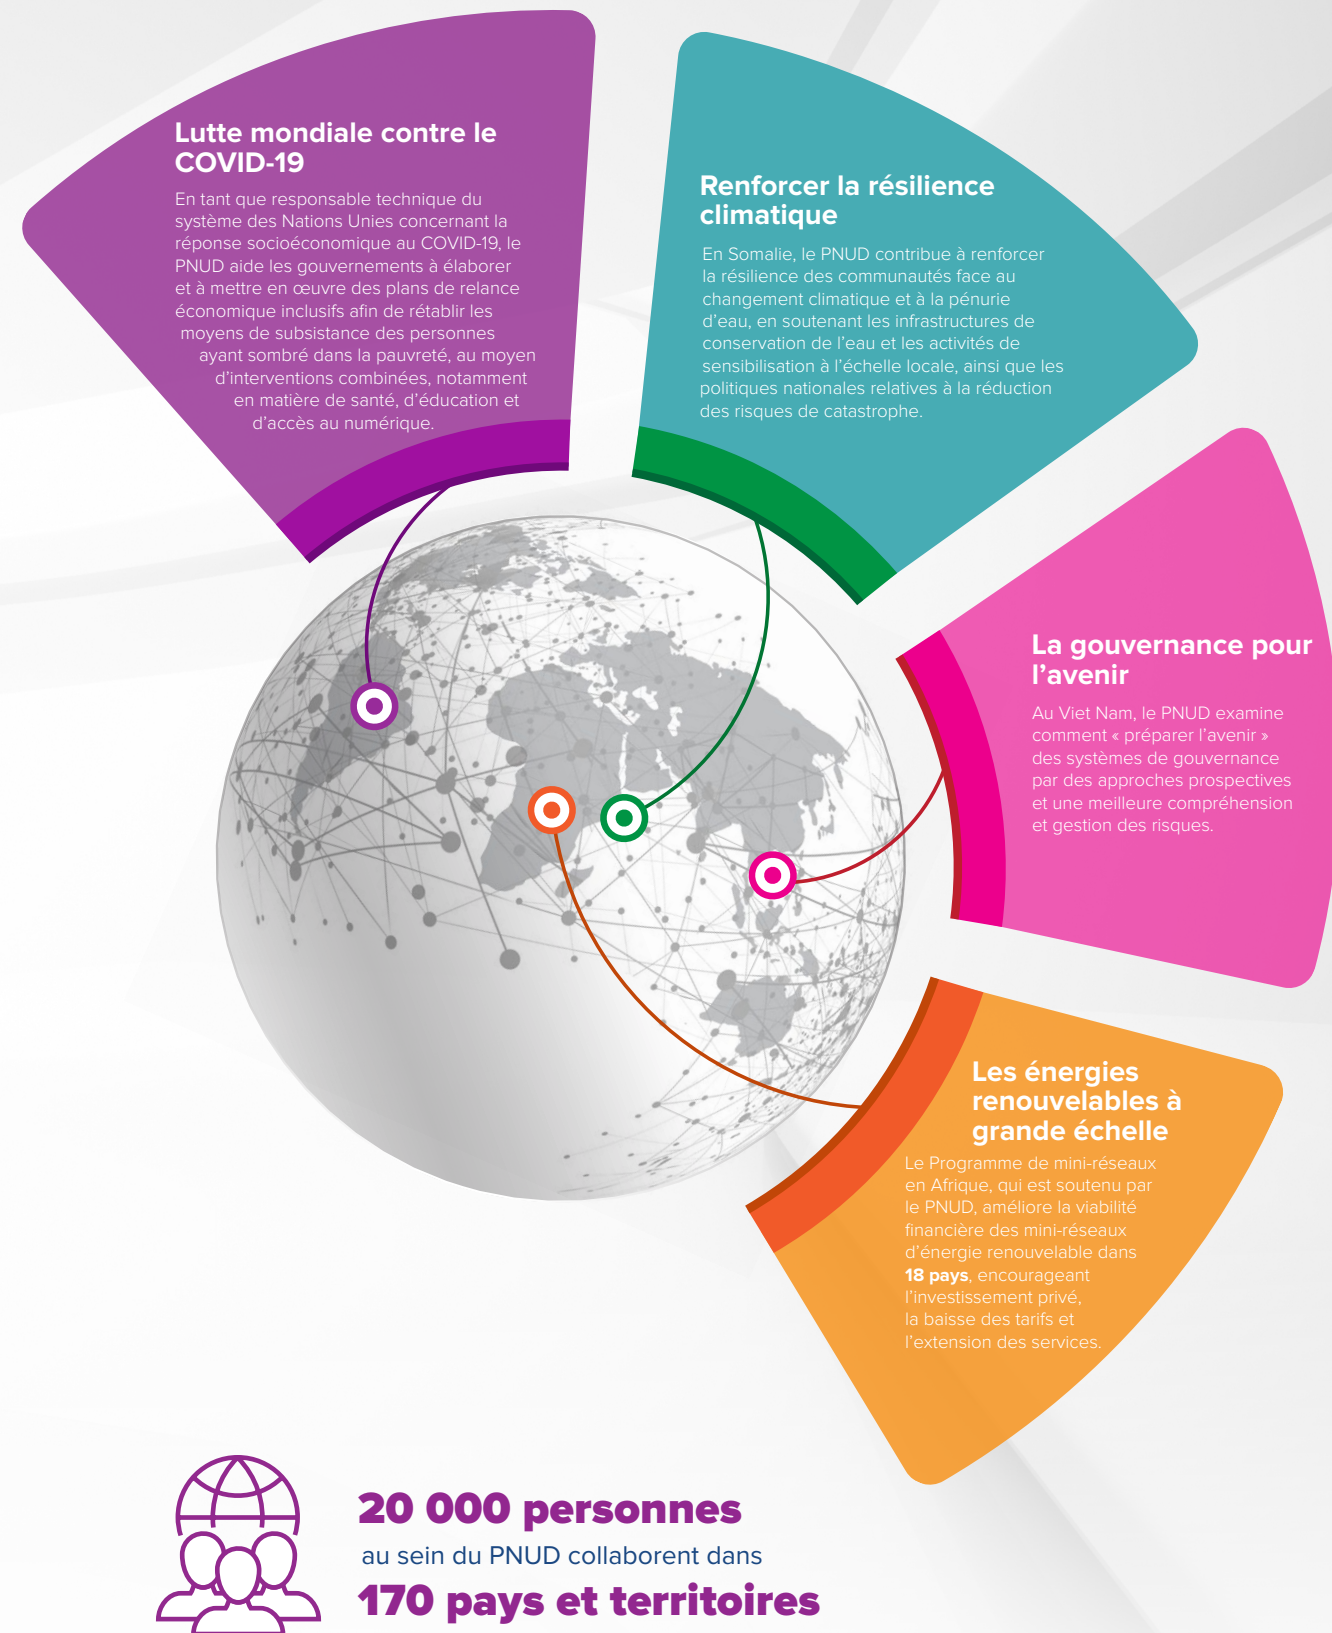 Lutte mondiale contre le
COVID-19
En tant que responsable technique du
système des Nations Unies concernant la
réponse socioéconomique au COVID-19, le
PNUD aide les gouvernements à élaborer
et à mettre en œuvre des plans de relance
économique inclusifs afin de rétablir les
moyens de subsistance des personnes
ayant sombré dans la pauvreté, au moyen
d’interventions combinées, notamment
en matière de santé, d’éducation et
d’accès au numérique.
Renforcer la résilience
climatique
En Somalie, le PNUD contribue à renforcer
la résilience des communautés face au
changement climatique et à la pénurie
d’eau, en soutenant les infrastructures de
conservation de l’eau et les activités de
sensibilisation à l’échelle locale, ainsi que les
politiques nationales relatives à la réduction
des risques de catastrophe.
La gouvernance pour
l’avenir
Au Viet Nam, le PNUD examine
comment « préparer l’avenir »
des systèmes de gouvernance
par des approches prospectives
et une meilleure compréhension
et gestion des risques.
Les énergies
renouvelables à
grande échelle
Le Programme de mini-réseaux
en Afrique, qui est soutenu par
le PNUD, améliore la viabilité
financière des mini-réseaux
d’énergie renouvelable dans
18 pays, encourageant
l’investissement privé,
la baisse des tarifs et
l’extension des services.
20 000 personnes
au sein du PNUD collaborent dans
170 pays et territoires